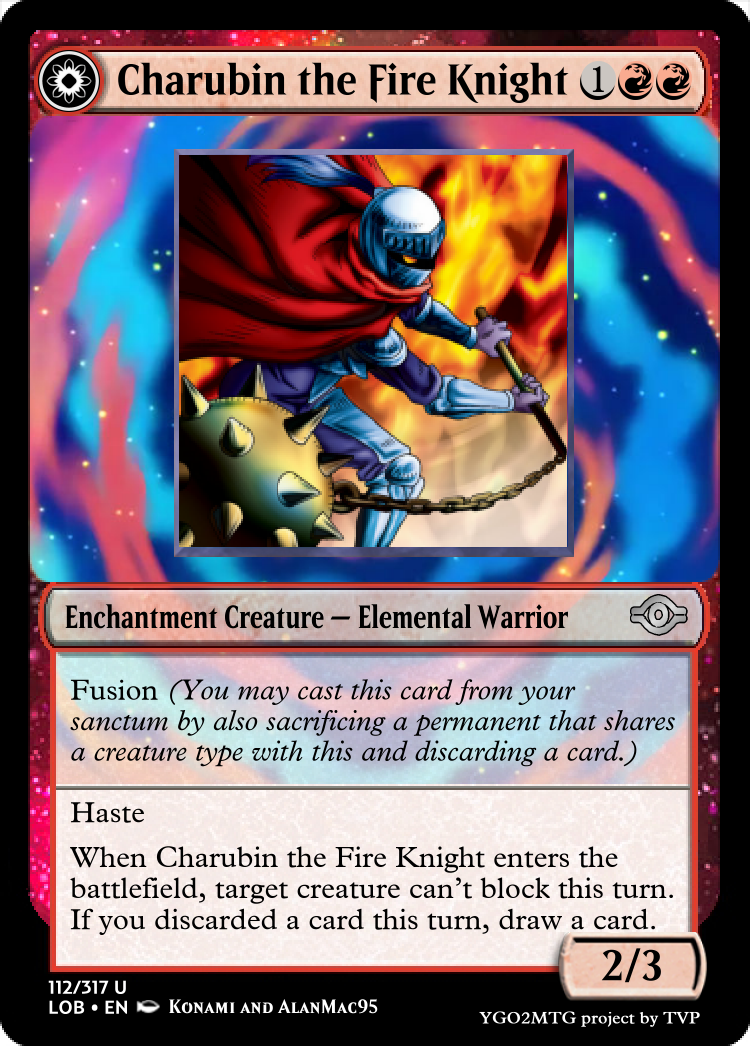 Charubin the Fire Knight 1
Enchantment Creature — Elemental Warrior
Fusion (You may cast this card from your
sanctum by also sacrificing a permanent that shares
a creature type with this and discarding a card.)
Haste
When Charubin the Fire Knight enters the
battlefield, target creature can't block this turn.
If you discarded a card this turn, draw a card.
2/3
112/317 U
LOB • EN Konami and AlanMac95
YGO2MTG project by TVP